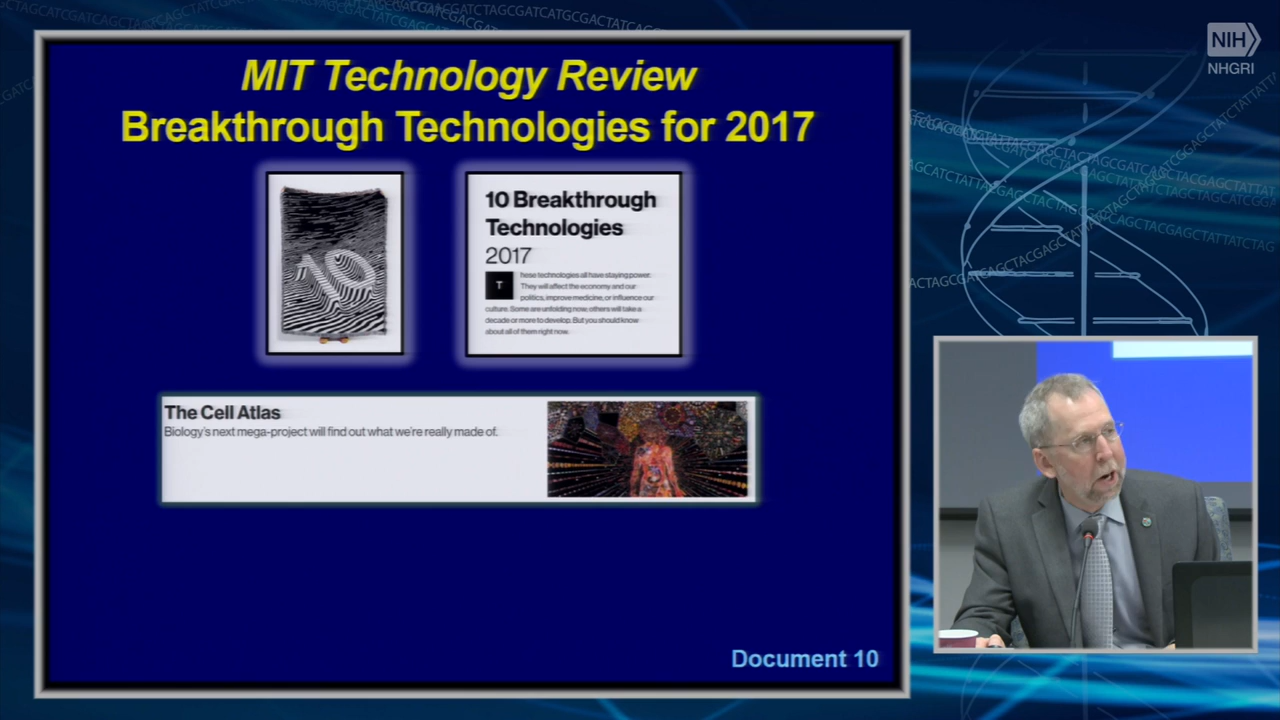 MIT Technology Review
Breakthrough Technologies for 2017
10
10 Breakthrough
Technologies
2017
T
hese technologies all have staying power.
They will affect the economy and our
politics, improve medicine, or influence our
culture. Some are unfolding now; others will take a
decade or more to develop. But you should know
about all of them right now.
The Cell Atlas
Biology's next mega-project will find out what we're really made of.
Document 10
NIH
NHGRI